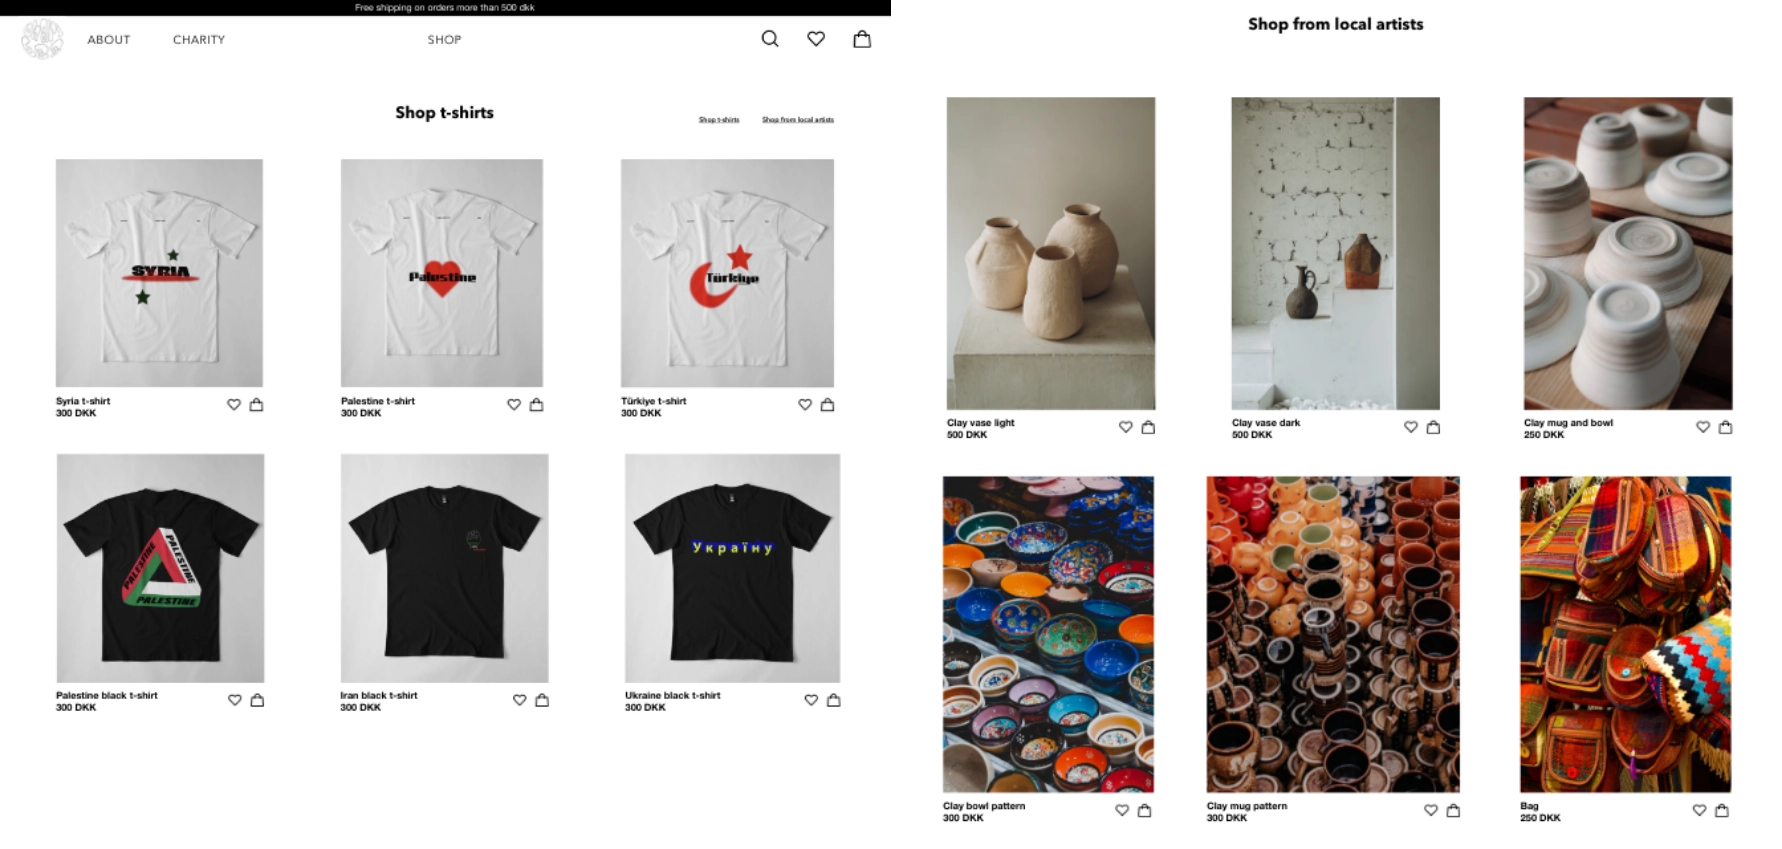 Free shipping on orders more than 500 dkk
ABOUT
CHARITY
SHOP
Shop t-shirts
Shop t-shirts
Shop from local artists
SYRIA
Palestine
Türkiye
Syria t-shirt
300 DKK
Palestine t-shirt
300 DKK
Türkiye t-shirt
300 DKK
PALESTINE
PALESTINE
PALESTINE
Україну
Palestine black t-shirt
300 DKK
Iran black t-shirt
300 DKK
Ukraine black t-shirt
300 DKK
Shop from local artists
Clay vase light
500 DKK
Clay vase dark
500 DKK
Clay mug and bowl
250 DKK
Clay bowl pattern
300 DKK
Clay mug pattern
300 DKK
Bag
250 DKK